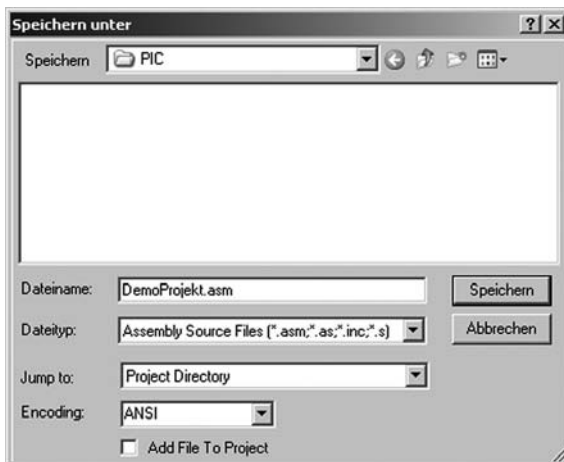 Speichern unter
Speichern PIC
Dateiname: DemoProjekt.asm Speichern
Dateityp: Assembly Source Files (*.asm;*.as;*.inc;*.s) Abbrechen
Jump to: Project Directory
Encoding: ANSI
Add File To Project